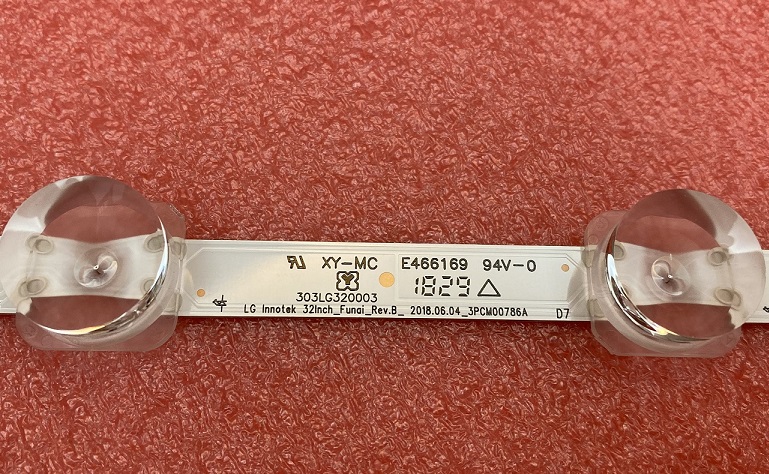 XY-MC E466169 94V-0
303LG320003 1829
LG Innotek 32Inch_Funai_Rev.B_ 2018.06.04_3PCM00786A D7